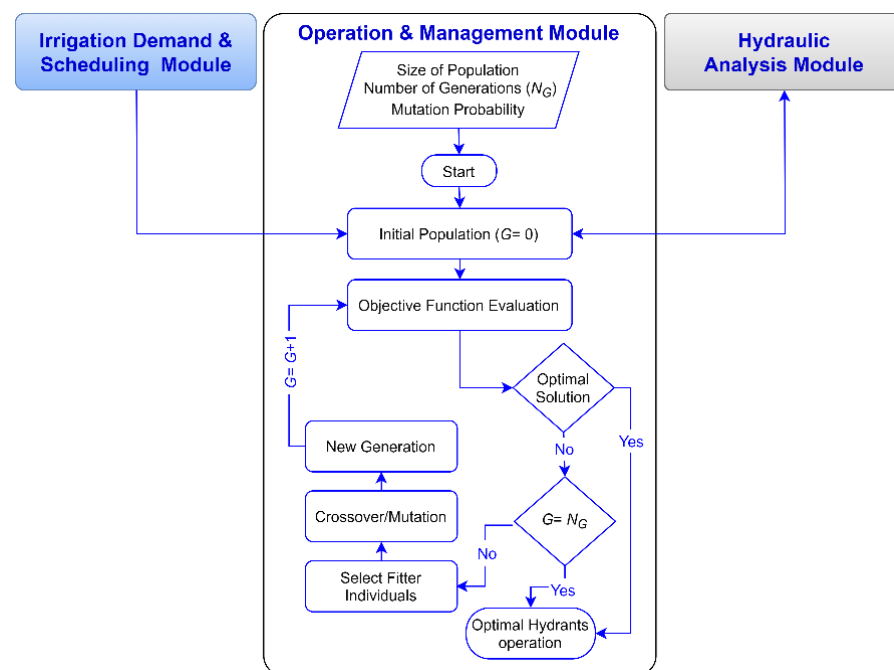 Irrigation Demand &
Scheduling Module
Operation & Management Module
Hydraulic
Analysis Module
Size of Population
Number of Generations (NG)
Mutation Probability
Start
Initial Population (G= 0)
Objective Function Evaluation
G= G+1
Optimal
Solution
Yes
No
New Generation
Crossover/Mutation
G= NG
No
Select Fitter
Individuals
Yes
Optimal Hydrants
operation